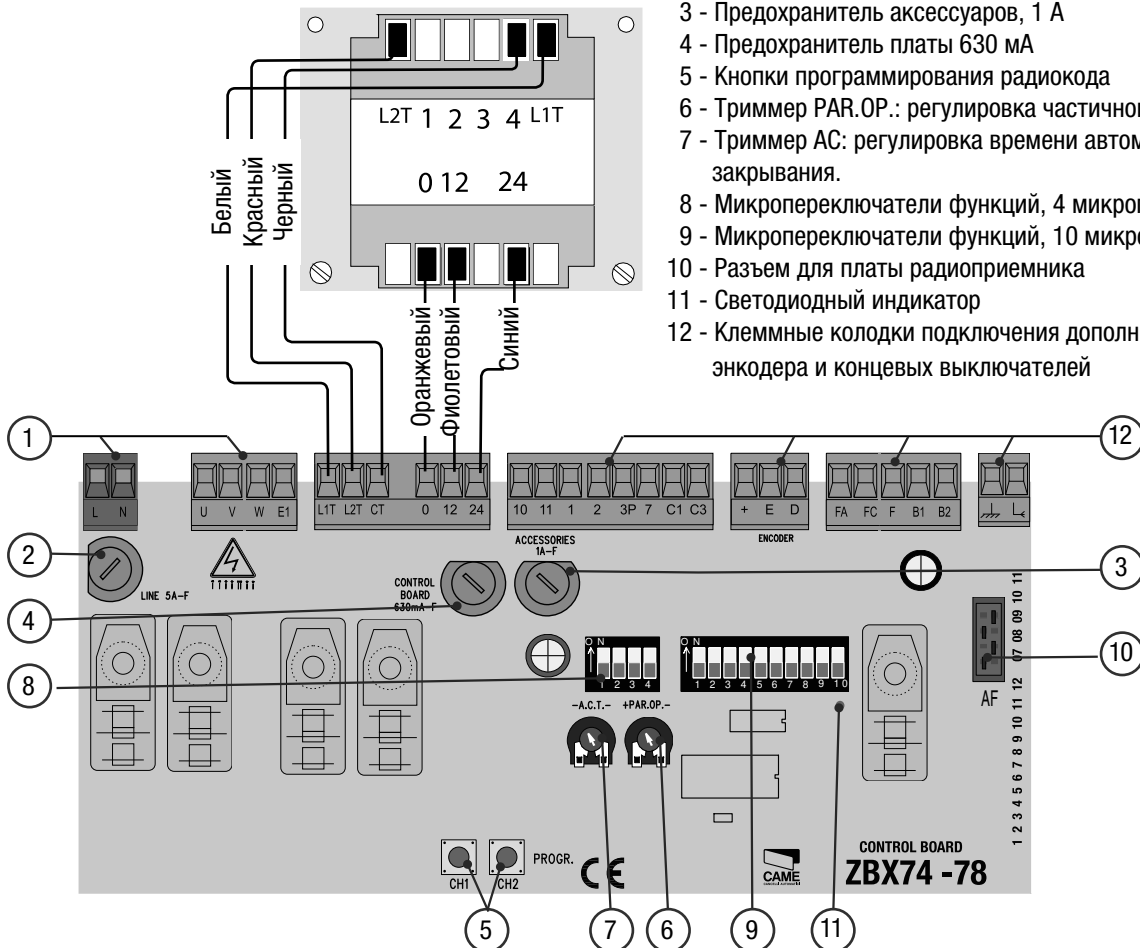 3 - Предохранитель аксессуаров, 1 А
4 - Предохранитель платы 630 мА
5 - Кнопки программирования радиокода
6 - Триммер PAR.OP.: регулировка
7 - Триммер АС: регулировка времени
закрывания.
8 - Микропереключатели функций, 4
9 - Микропереключатели функций, 10
10 - Разъем для платы радиоприемника
11 - Светодиодный индикатор
12 - Клеммные колодки подключения
энкодера и концевых выключателей
L2T 1 2 3 4 L1T
0 12 24
Белый
Красный
Черный
Оранжевый
Фиолетовый
Синий
1
12
L N
U V W E1
L1T L2T CT
0 12 24
10 11 1 2 3P 7 C1 C3
+ E D
ENCODER
FA FC F B1 B2
2
LINE 5A-F
CONTROL
BOARD
630mA-F
ACCESSORIES
1A-F
3
4
8
ON
1 2 3 4
ON
1 2 3 4 5 6 7 8 9 10
-A.C.T.- +PAR.OP.-
10
AF
1 2 3 4 5 6 7 8 9 10 11 12 07 08 09 10 11
CH1 CH2
PROGR.
CE
CAME
CONTROL BOARD
ZBX74 -78
5
7
6
9
11